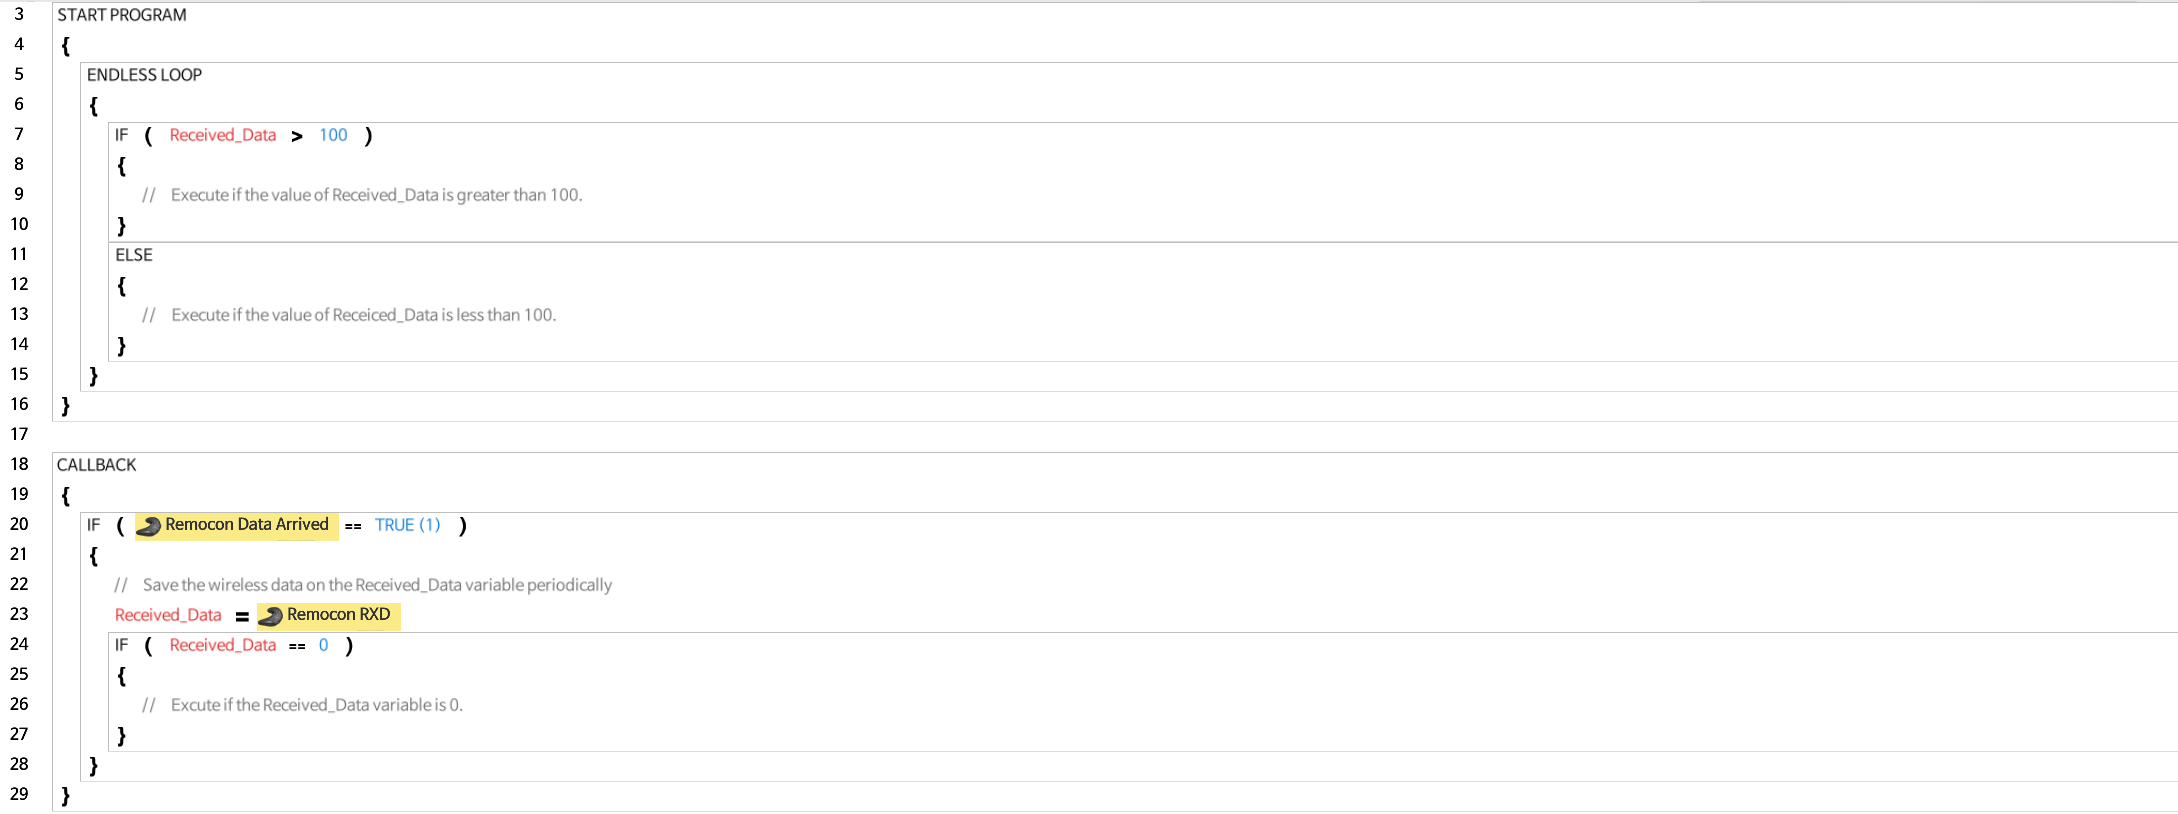 3 START PROGRAM
4 {
5 ENDLESS LOOP
6 {
7 IF ( Received_Data > 100 )
8 {
9 // Execute if the value of Received_Data is greater than 100.
10 }
11 ELSE
12 {
13 // Execute if the value of Receiced_Data is less than 100.
14 }
15 }
16 }
17
18 CALLBACK
19 {
20 IF ( Remocon Data Arrived == TRUE (1) )
21 {
22 // Save the wireless data on the Received_Data variable periodically
23 Received_Data = Remocon RXD
24 IF ( Received_Data == 0 )
25 {
26 // Excute if the Received_Data variable is 0.
27 }
28 }
29 }